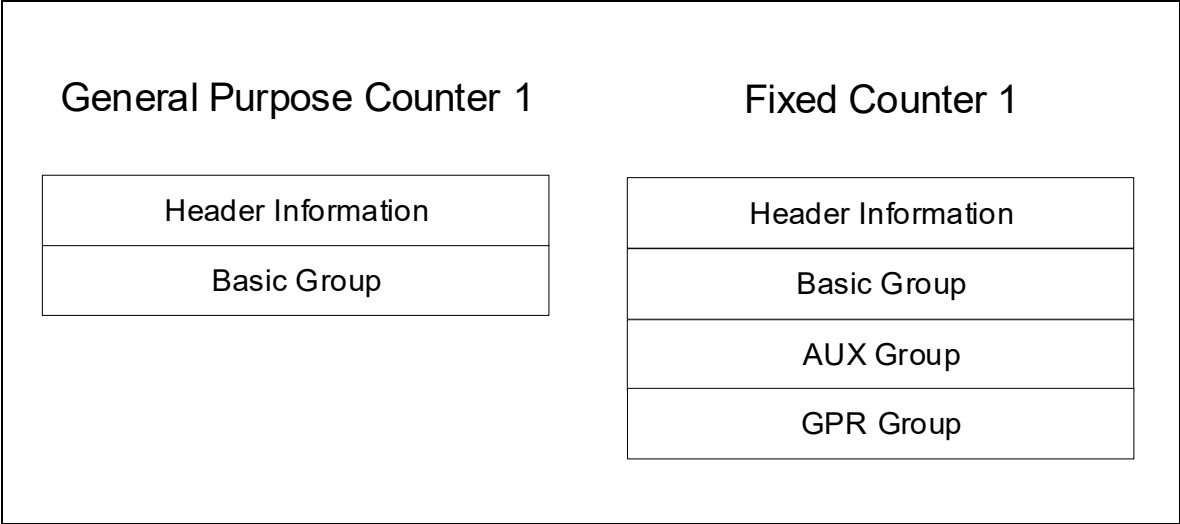 General Purpose Counter 1
Header Information
Basic Group
Fixed Counter 1
Header Information
Basic Group
AUX Group
GPR Group